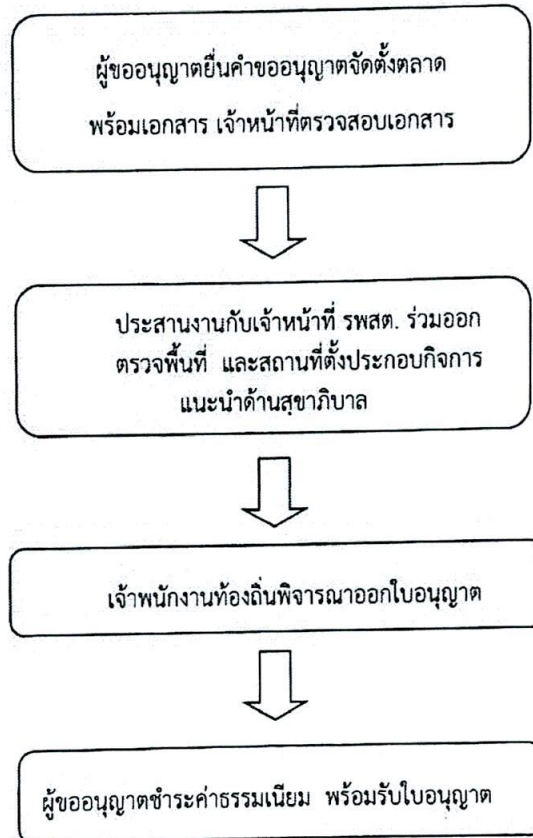 ผู้ขออนุญาตยื่นคำขออนุญาตจัดตั้งตลาด
พร้อมเอกสาร เจ้าหน้าที่ตรวจสอบเอกสาร
ประสานงานกับเจ้าหน้าที่ รพสต. ร่วมออก
ตรวจพื้นที่ และสถานที่ตั้งประกอบกิจการ
แนะนำด้านสุขาภิบาล
เจ้าพนักงานท้องถิ่นพิจารณาออกใบอนุญาต
ผู้ขออนุญาตชำระค่าธรรมเนียม พร้อมรับใบอนุญาต